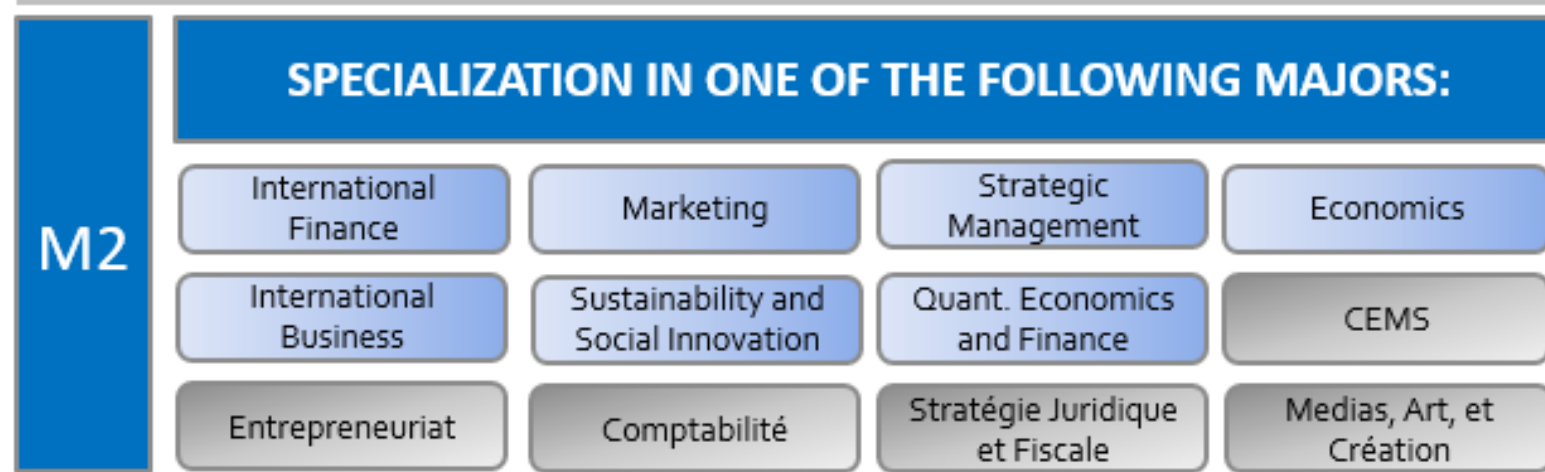 SPECIALIZATION IN ONE OF THE FOLLOWING MAJORS:
M2
International
Finance
Marketing
Strategic
Management
Economics
International
Business
Sustainability and
Social Innovation
Quant. Economics
and Finance
CEMS
Entrepreneuriat
Comptabilité
Stratégie Juridique
et Fiscale
Medias, Art, et
Création